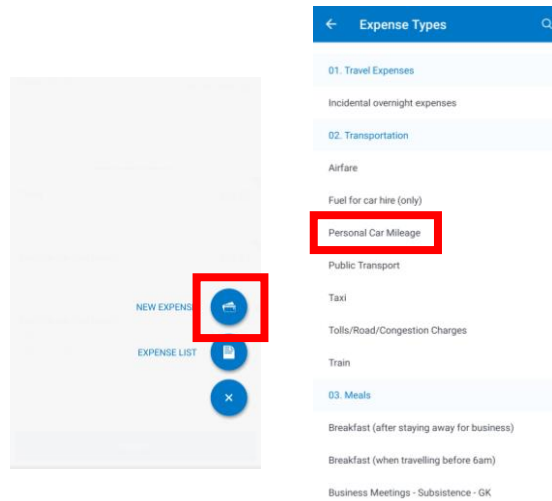 NEW EXPENSE
EXPENSE LIST
Expense Types
01. Travel Expenses
Incidental overnight expenses
02. Transportation
Airfare
Fuel for car hire (only)
Personal Car Mileage
Public Transport
Taxi
Tolls/Road/Congestion Charges
Train
03. Meals
Breakfast (after staying away for business)
Breakfast (when travelling before 6am)
Business Meetings - Subsistence - GK